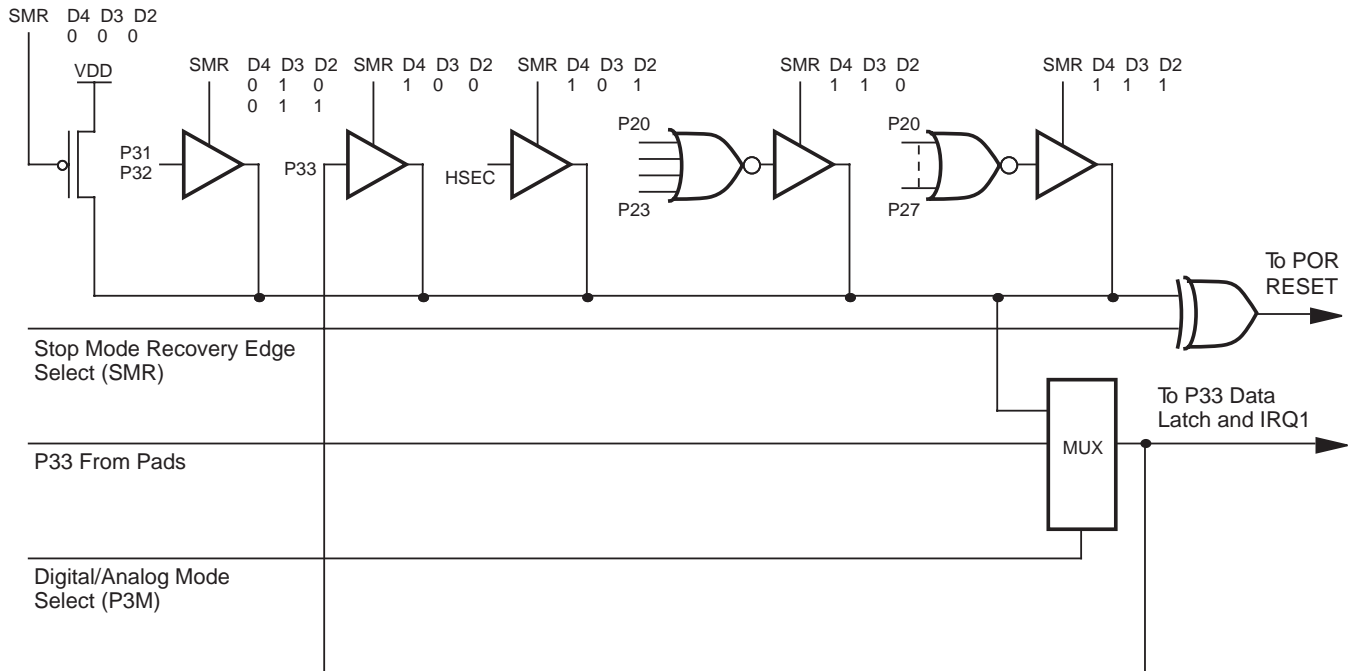 SMR D4 D3 D2
0 0 0
VDD
SMR D4 D3 D2
0 1 0
0 1 1
SMR D4 D3 D2
1 0 0
SMR D4 D3 D2
1 0 1
SMR D4 D3 D2
1 1 0
SMR D4 D3 D2
1 1 1
P31
P32
P33
HSEC
P20
P23
P20
P27
To POR
RESET
Stop Mode Recovery Edge
Select (SMR)
To P33 Data
Latch and IRQ1
MUX
P33 From Pads
Digital/Analog Mode
Select (P3M)